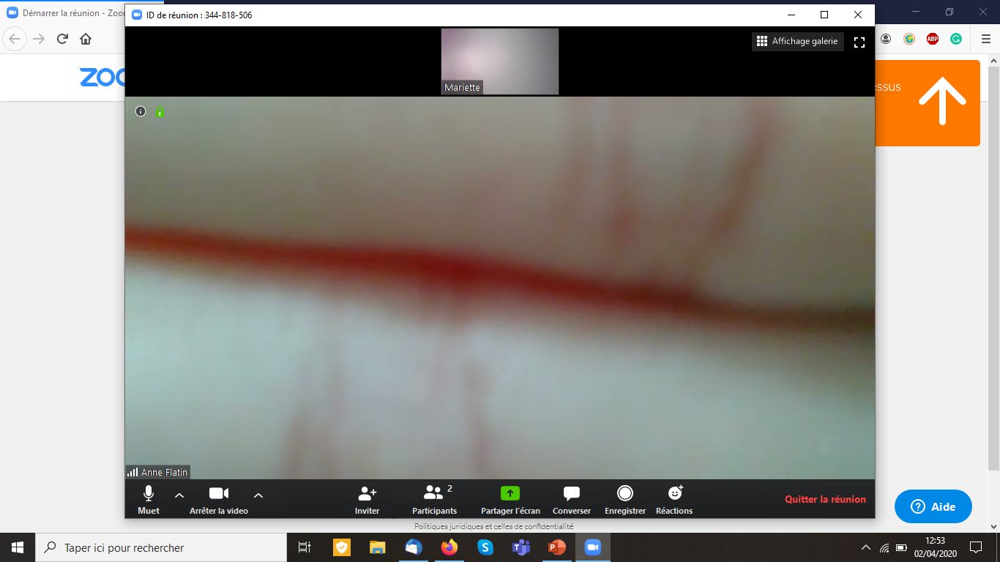 Démarrer la réunion - Zoo
ID de réunion : 344-818-506
Affichage galerie
ABP
Mariette
ZOO
essus
E
Anne Flatin
2
Muet
Arrêter la video
Inviter
Participants
Partager l'écran
Converser
Enregistrer
Réactions
Quitter la réunion
Aide
Politiques juridiques et celles de confidentialité
Taper ici pour rechercher
12:53
02/04/2020